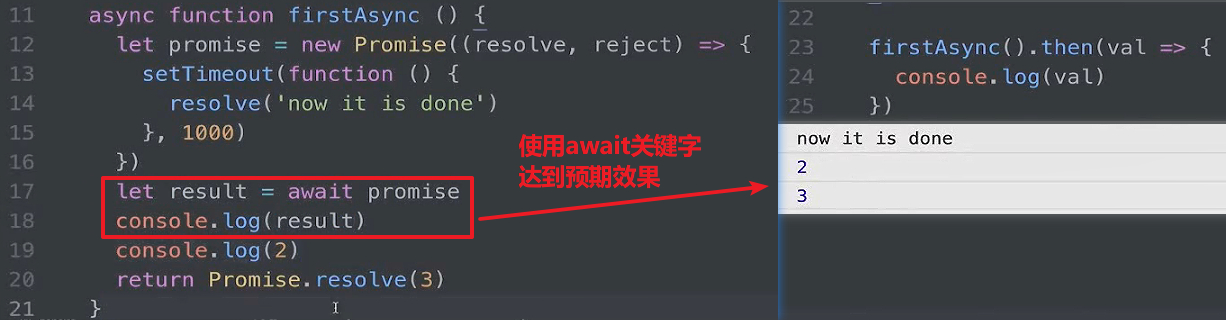 11 async function firstAsync () {
12 let promise = new Promise((resolve, reject) => {
13 setTimeout(function () {
14 resolve('now it is done')
15 }, 1000)
16 })
17 let result = await promise
18 console.log(result)
19 console.log(2)
20 return Promise.resolve(3)
21 }
使用await关键字
达到预期效果
22
23 firstAsync().then(val => {
24 console.log(val)
25 })
now it is done
2
3